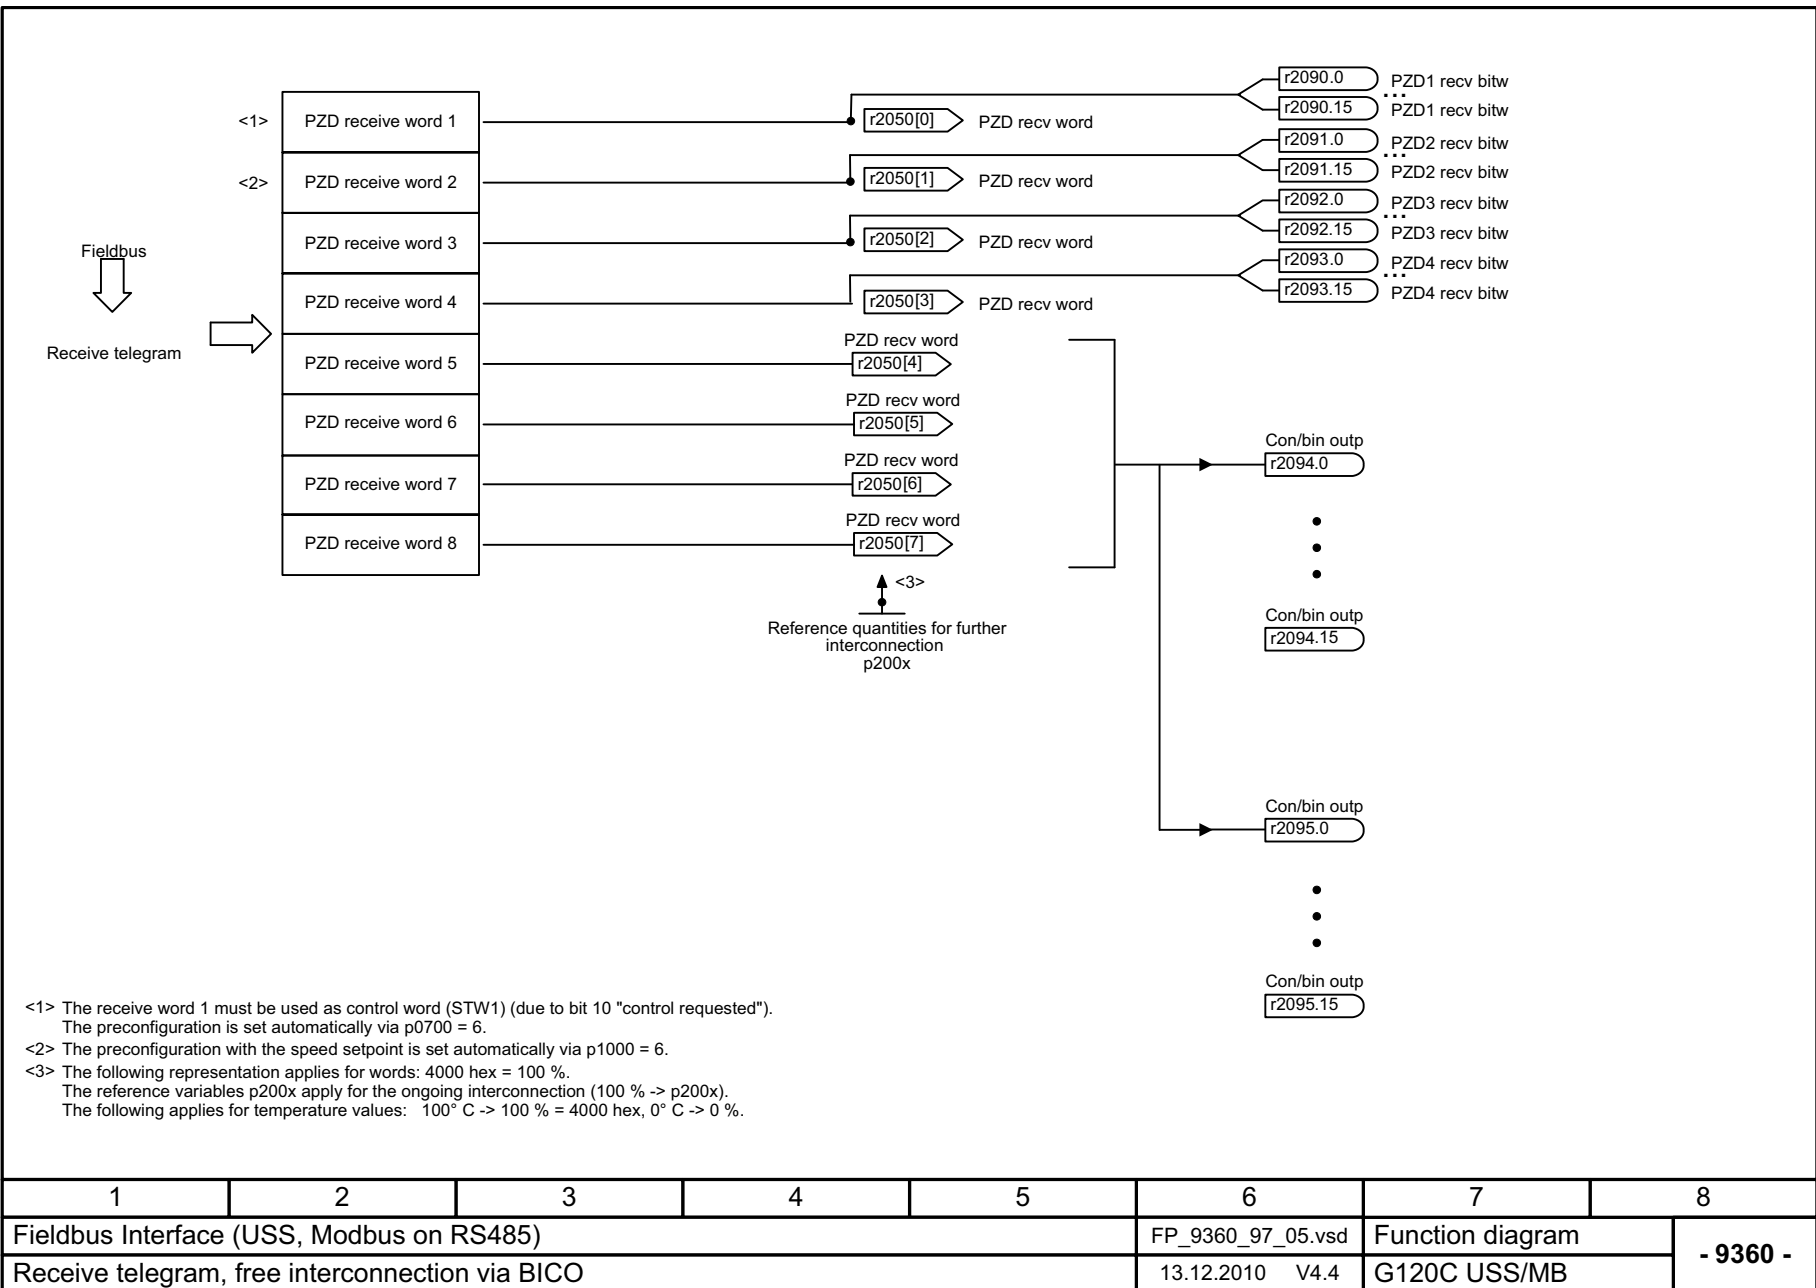 r2090.0 PZD1 recv bitw
...
r2090.15 PZD1 recv bitw
<1> PZD receive word 1 r2050[0] PZD recv word
r2091.0 PZD2 recv bitw
...
r2091.15 PZD2 recv bitw
<2> PZD receive word 2 r2050[1] PZD recv word
r2092.0 PZD3 recv bitw
...
r2092.15 PZD3 recv bitw
PZD receive word 3 r2050[2] PZD recv word
Fieldbus
r2093.0 PZD4 recv bitw
...
r2093.15 PZD4 recv bitw
PZD receive word 4 r2050[3] PZD recv word
Receive telegram
PZD recv word
PZD receive word 5 r2050[4]
PZD recv word
PZD receive word 6 r2050[5]
Con/bin outp
r2094.0
PZD recv word
PZD receive word 7 r2050[6]
PZD recv word
PZD receive word 8 r2050[7]
<3>
Reference quantities for further
interconnection
p200x
Con/bin outp
r2094.15
Con/bin outp
r2095.0
Con/bin outp
r2095.15
<1> The receive word 1 must be used as control word (STW1) (due to bit 10 "control requested").
The preconfiguration is set automatically via p0700 = 6.
<2> The preconfiguration with the speed setpoint is set automatically via p1000 = 6.
<3> The following representation applies for words: 4000 hex = 100 %.
The reference variables p200x apply for the ongoing interconnection (100 % -> p200x).
The following applies for temperature values: 100° C -> 100 % = 4000 hex, 0° C -> 0 %.
1 2 3 4 5 6 7 8
Fieldbus Interface (USS, Modbus on RS485) FP_9360_97_05.vsd Function diagram
- 9360 -
Receive telegram, free interconnection via BICO 13.12.2010 V4.4 G120C USS/MB